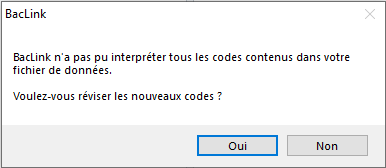 BacLink
BacLink n'a pas pu interpréter tous les codes contenus dans votre
fichier de données.
Voulez-vous réviser les nouveaux codes ?
Oui
Non